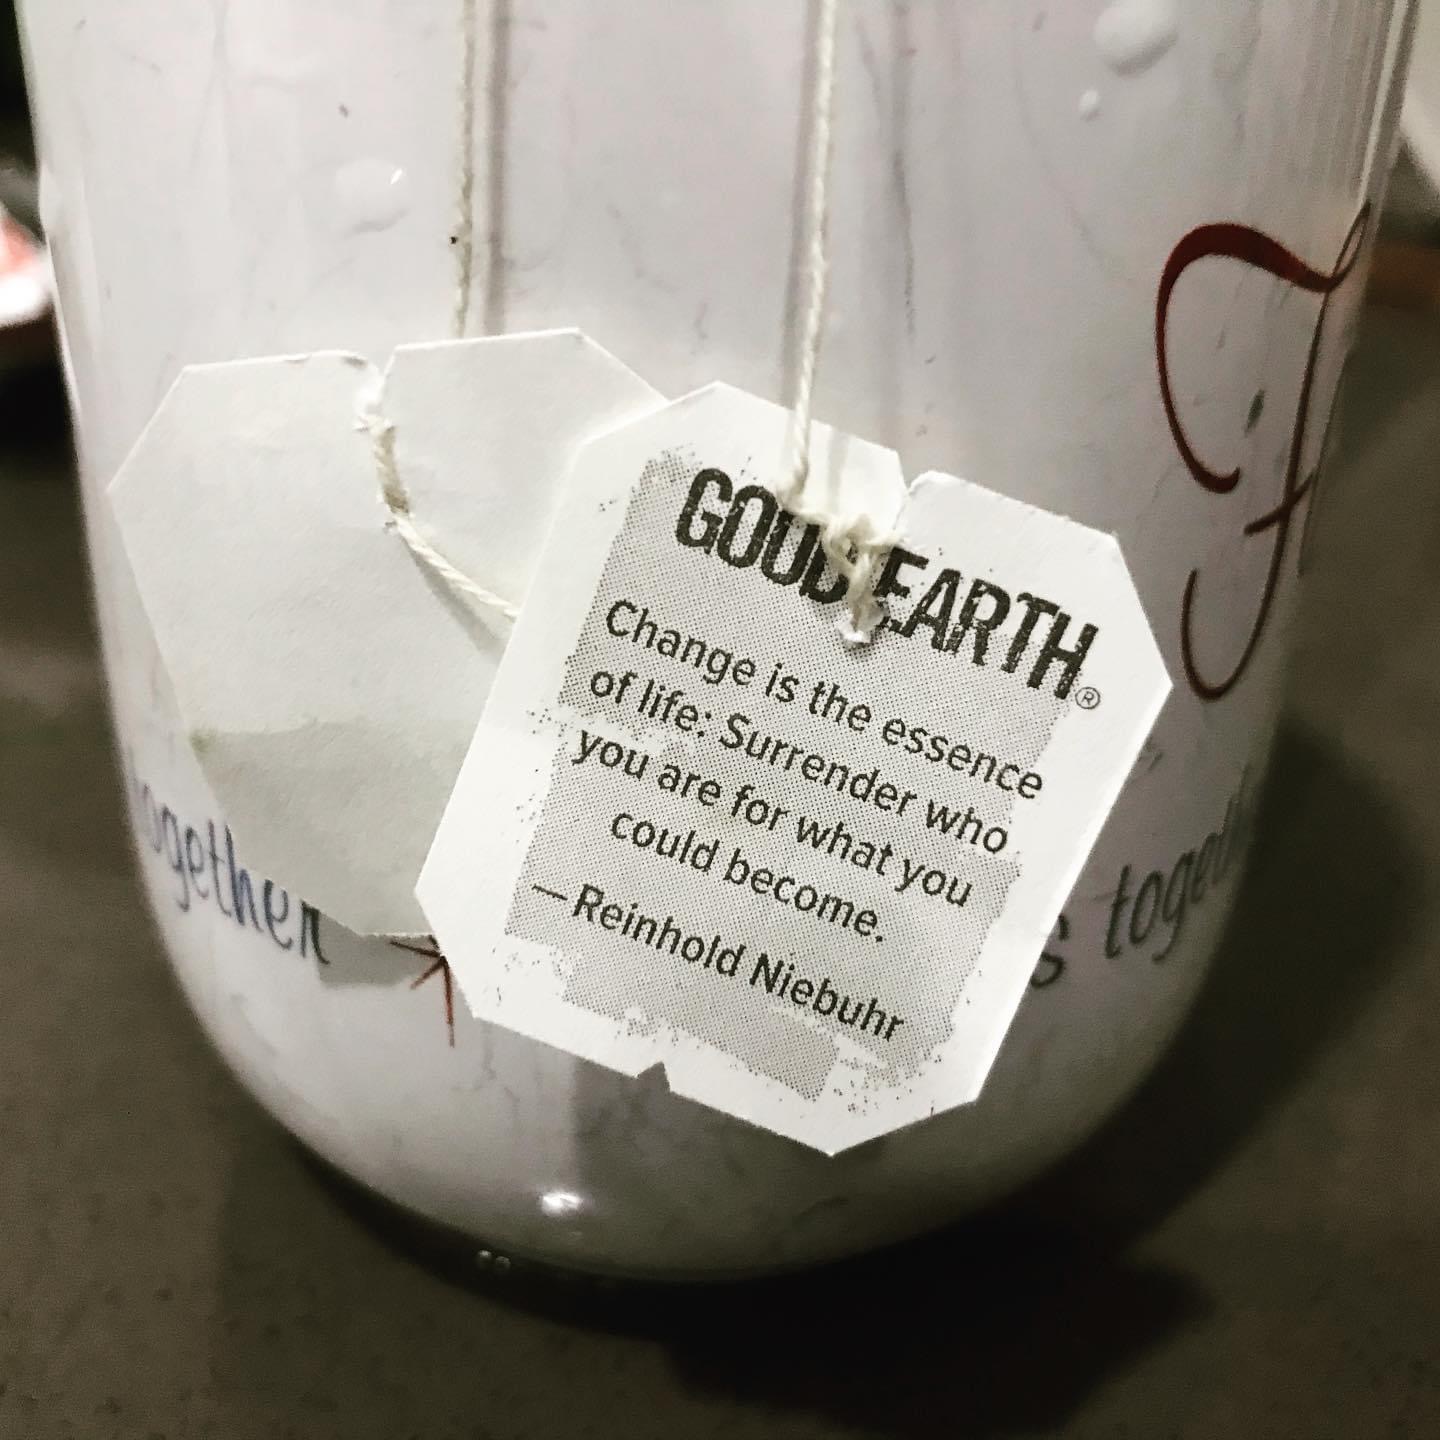 GOOD EARTH®
Change is the essence
of life: Surrender who
you are for what you
could become.
—Reinhold Niebuhr
together